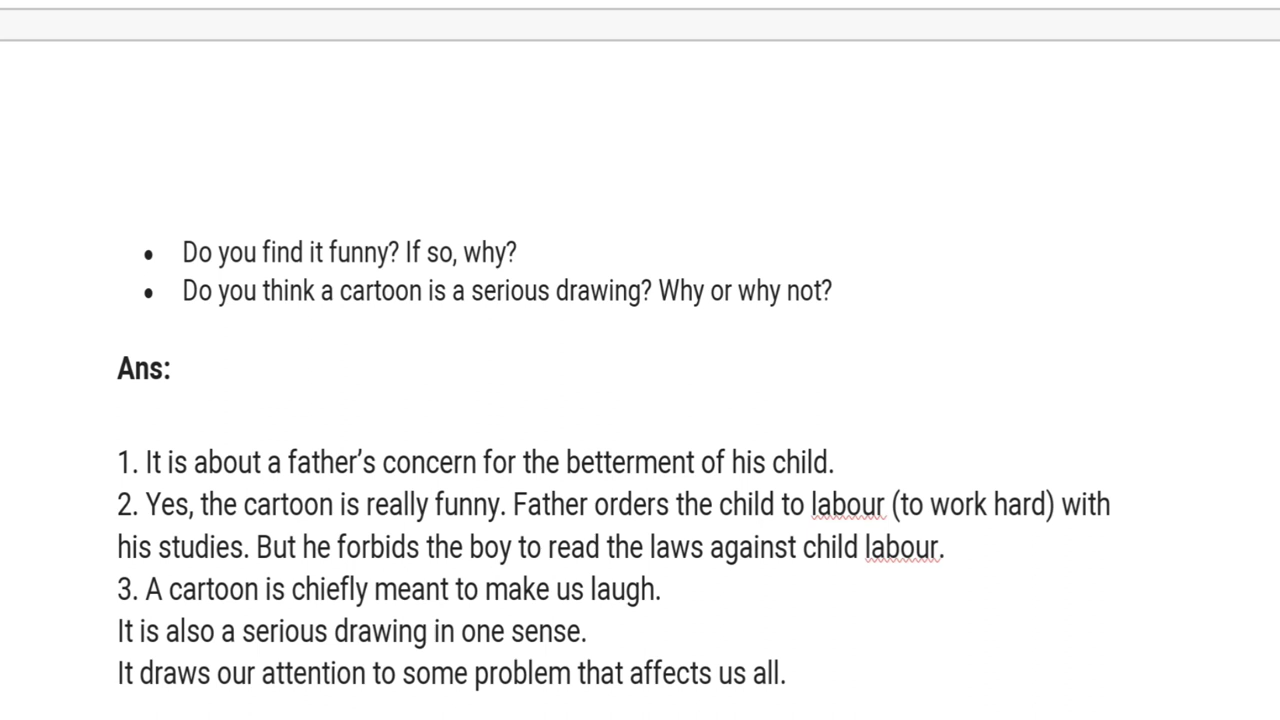 • Do you find it funny? If so, why?
• Do you think a cartoon is a serious drawing? Why or why not?
Ans:
1. It is about a father’s concern for the betterment of his child.
2. Yes, the cartoon is really funny. Father orders the child to labour (to work hard) with
his studies. But he forbids the boy to read the laws against child labour.
3. A cartoon is chiefly meant to make us laugh.
It is also a serious drawing in one sense.
It draws our attention to some problem that affects us all.